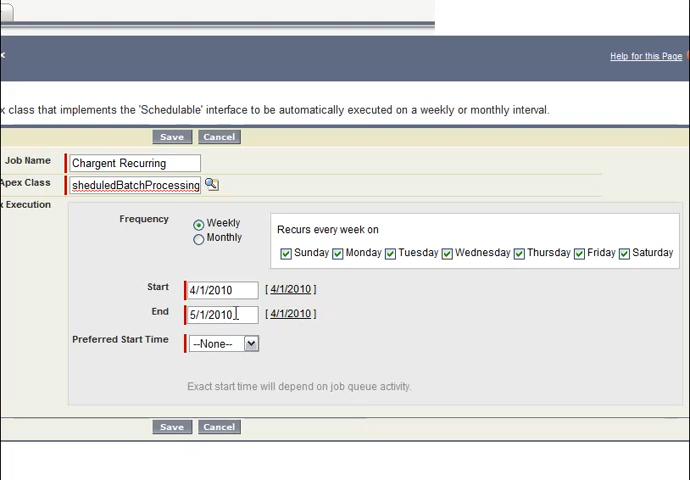 Help for this Page
x class that implements the 'Schedulable' interface to be automatically executed on a weekly or monthly interval.
Save Cancel
Job Name Chargent Recurring
Apex Class sheduledBatchProcessing
x Execution
Frequency Weekly
Monthly
Recurs every week on
Sunday Monday Tuesday Wednesday Thursday Friday Saturday
Start 4/1/2010 [ 4/1/2010 ]
End 5/1/2010 [ 4/1/2010 ]
Preferred Start Time --None--
Exact start time will depend on job queue activity.
Save Cancel